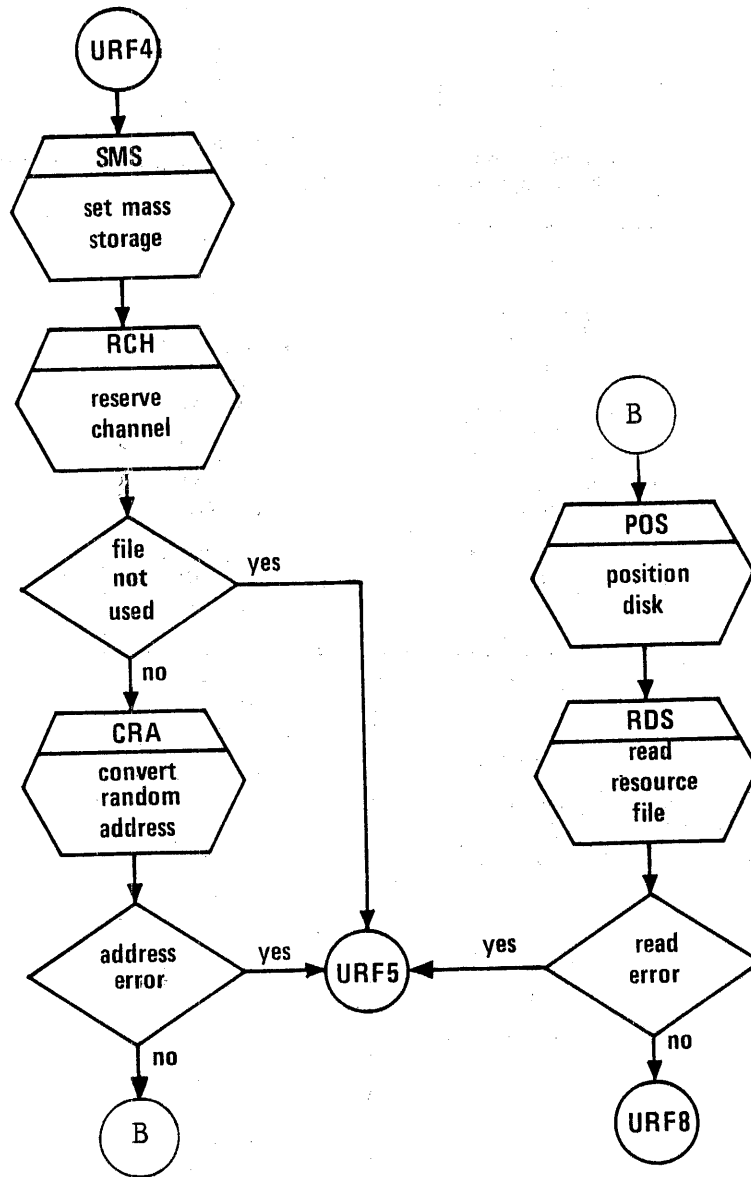 URF4
SMS
set mass
storage
RCH
reserve
channel
file
not
used
yes
no
CRA
convert
random
address
address
error
yes
no
B
URF5
B
POS
position
disk
RDS
read
resource
file
read
error
yes
no
URF8